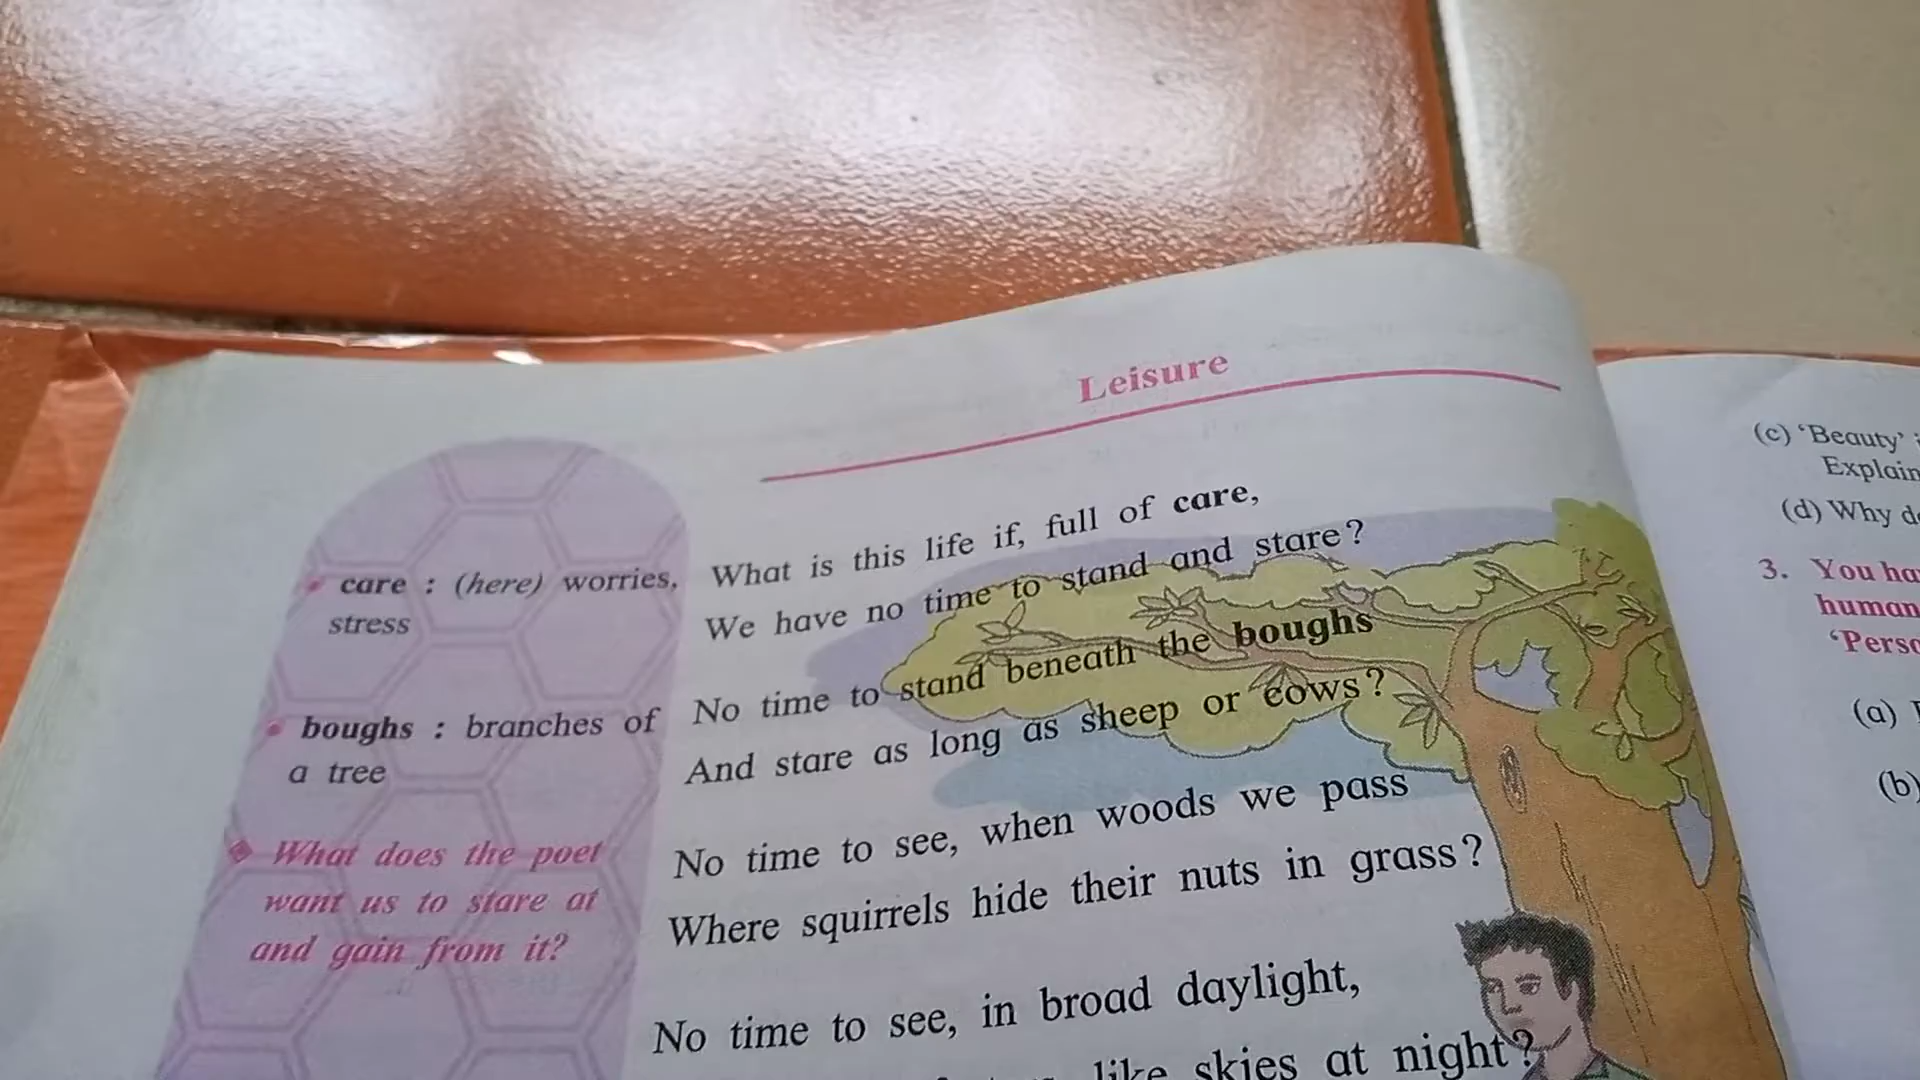 Leisure
care : (here) worries,
stress
boughs : branches of
a tree
What does the poet
want us to stare at
and gain from it?
What is this life if, full of care,
We have no time to stand and stare?
No time to stand beneath the boughs
And stare as long as sheep or cows?
No time to see, when woods we pass
Where squirrels hide their nuts in grass?
No time to see, in broad daylight,
like skies at night?
(c) ‘Beauty’
Explain
(d) Why
3. You
human
(a)
(b)